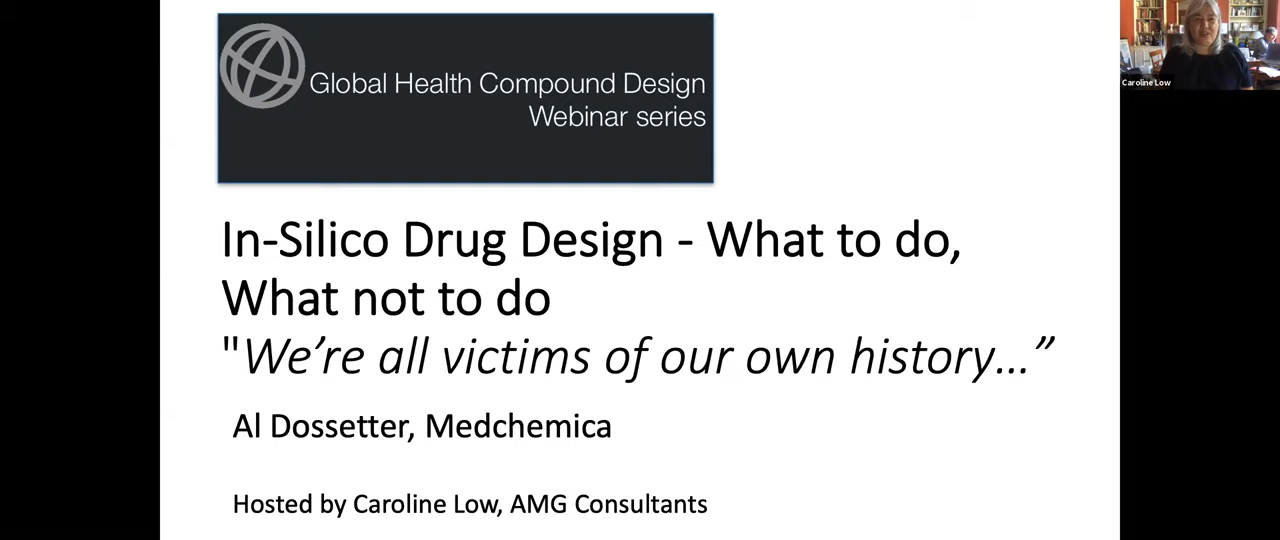 Global Health Compound Design
Webinar series
Caroline Low
In-Silico Drug Design - What to do,
What not to do
"We're all victims of our own history…”
Al Dossetter, Medchemica
Hosted by Caroline Low, AMG Consultants